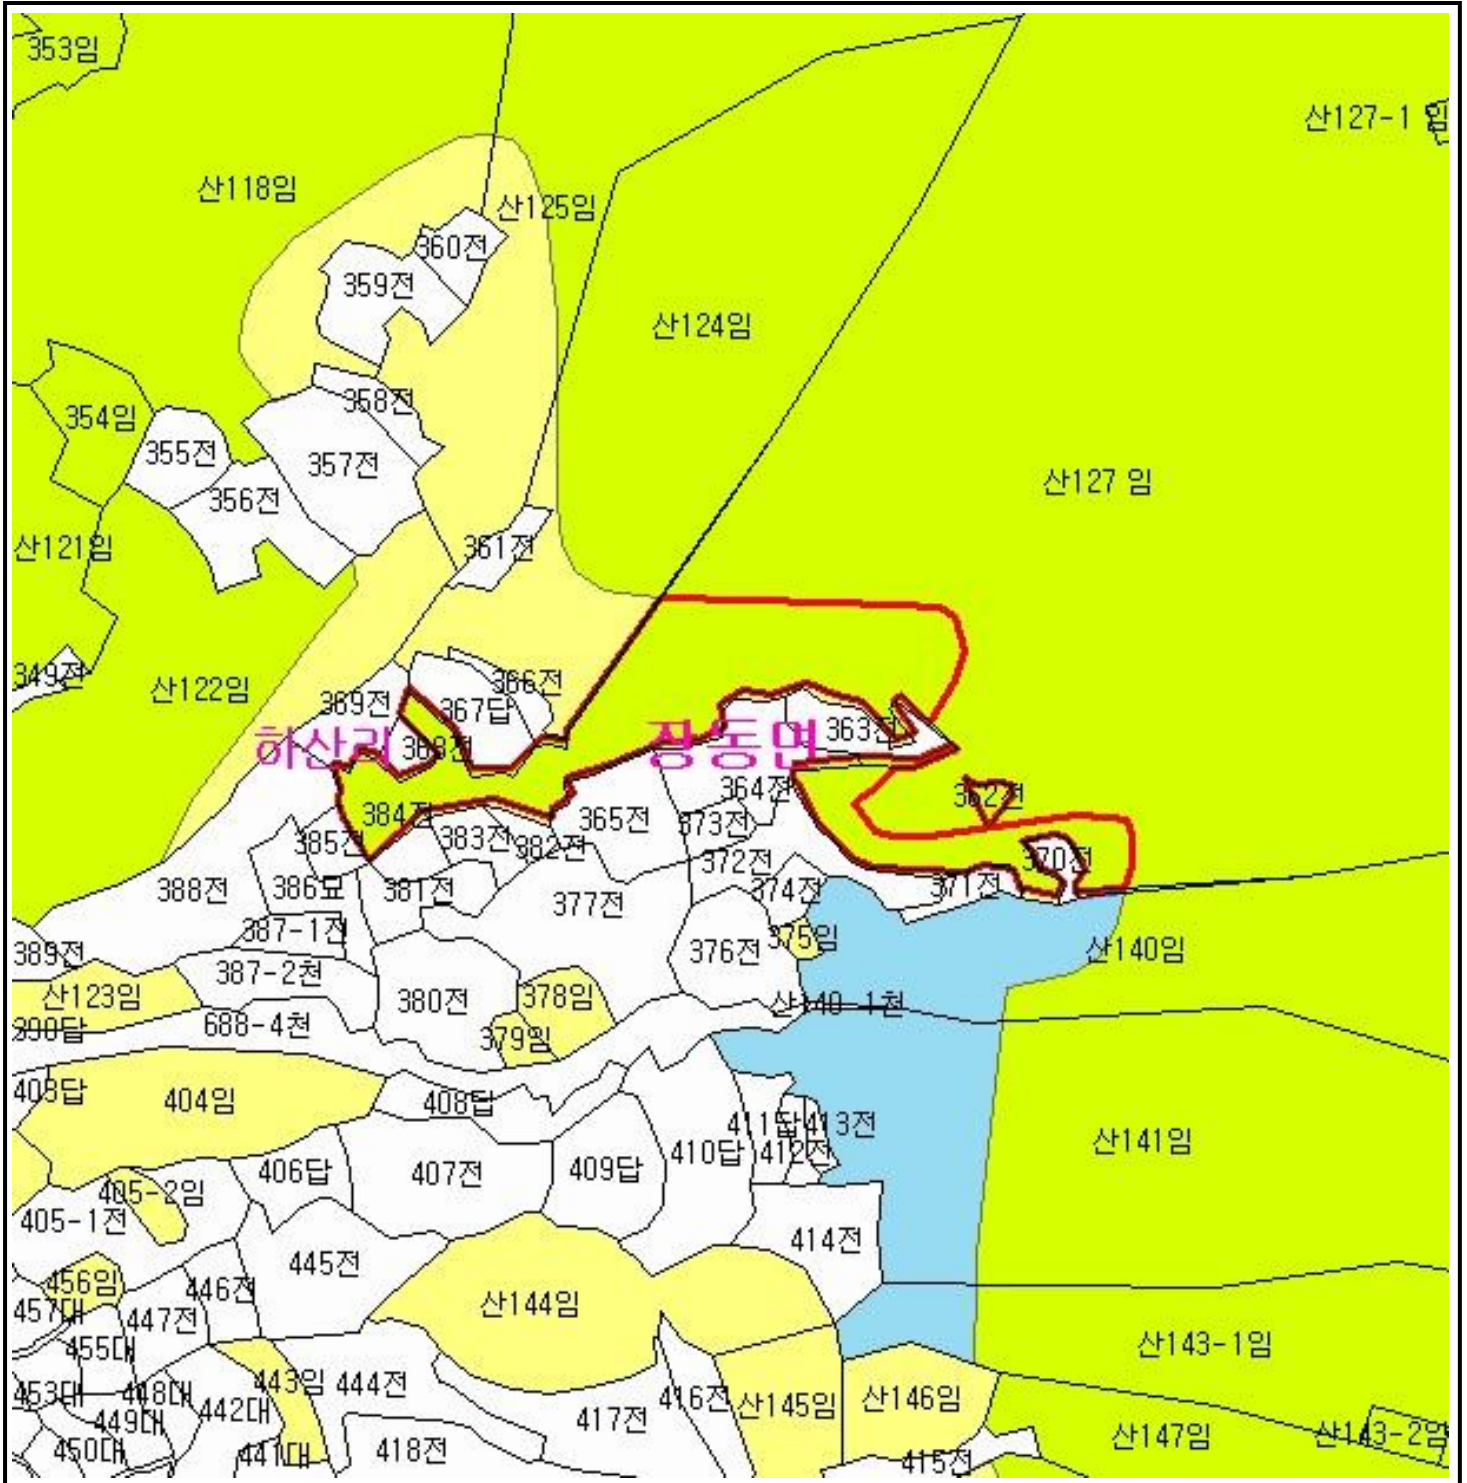 353임
산127-1 임
산118임
산125임
360전
359전
산124임
358전
354임
355전
357전
산127 임
356전
산121임
361전
349전
366전
산122임
369전
367답
하산리
368전
장동면
363전
364전
362전
384전
365전
373전
385전
383전
382전
372전
370전
388전
386묘
381전
377전
374전
371전
387-1전
375임
389전
376전
산140임
387-2천
산123임
380전
378임
산140-1천
390답
688-4천
379임
403답
404임
408답
411답
413전
406답
407전
409답
410답
412전
산141임
405-2임
405-1전
414전
445전
456임
446전
457대
447전
산144임
455대
산143-1임
453대
448대
443임
444전
416전
산145임
산146임
449대
442대
417전
450대
441대
418전
415전
산147임
산143-2임